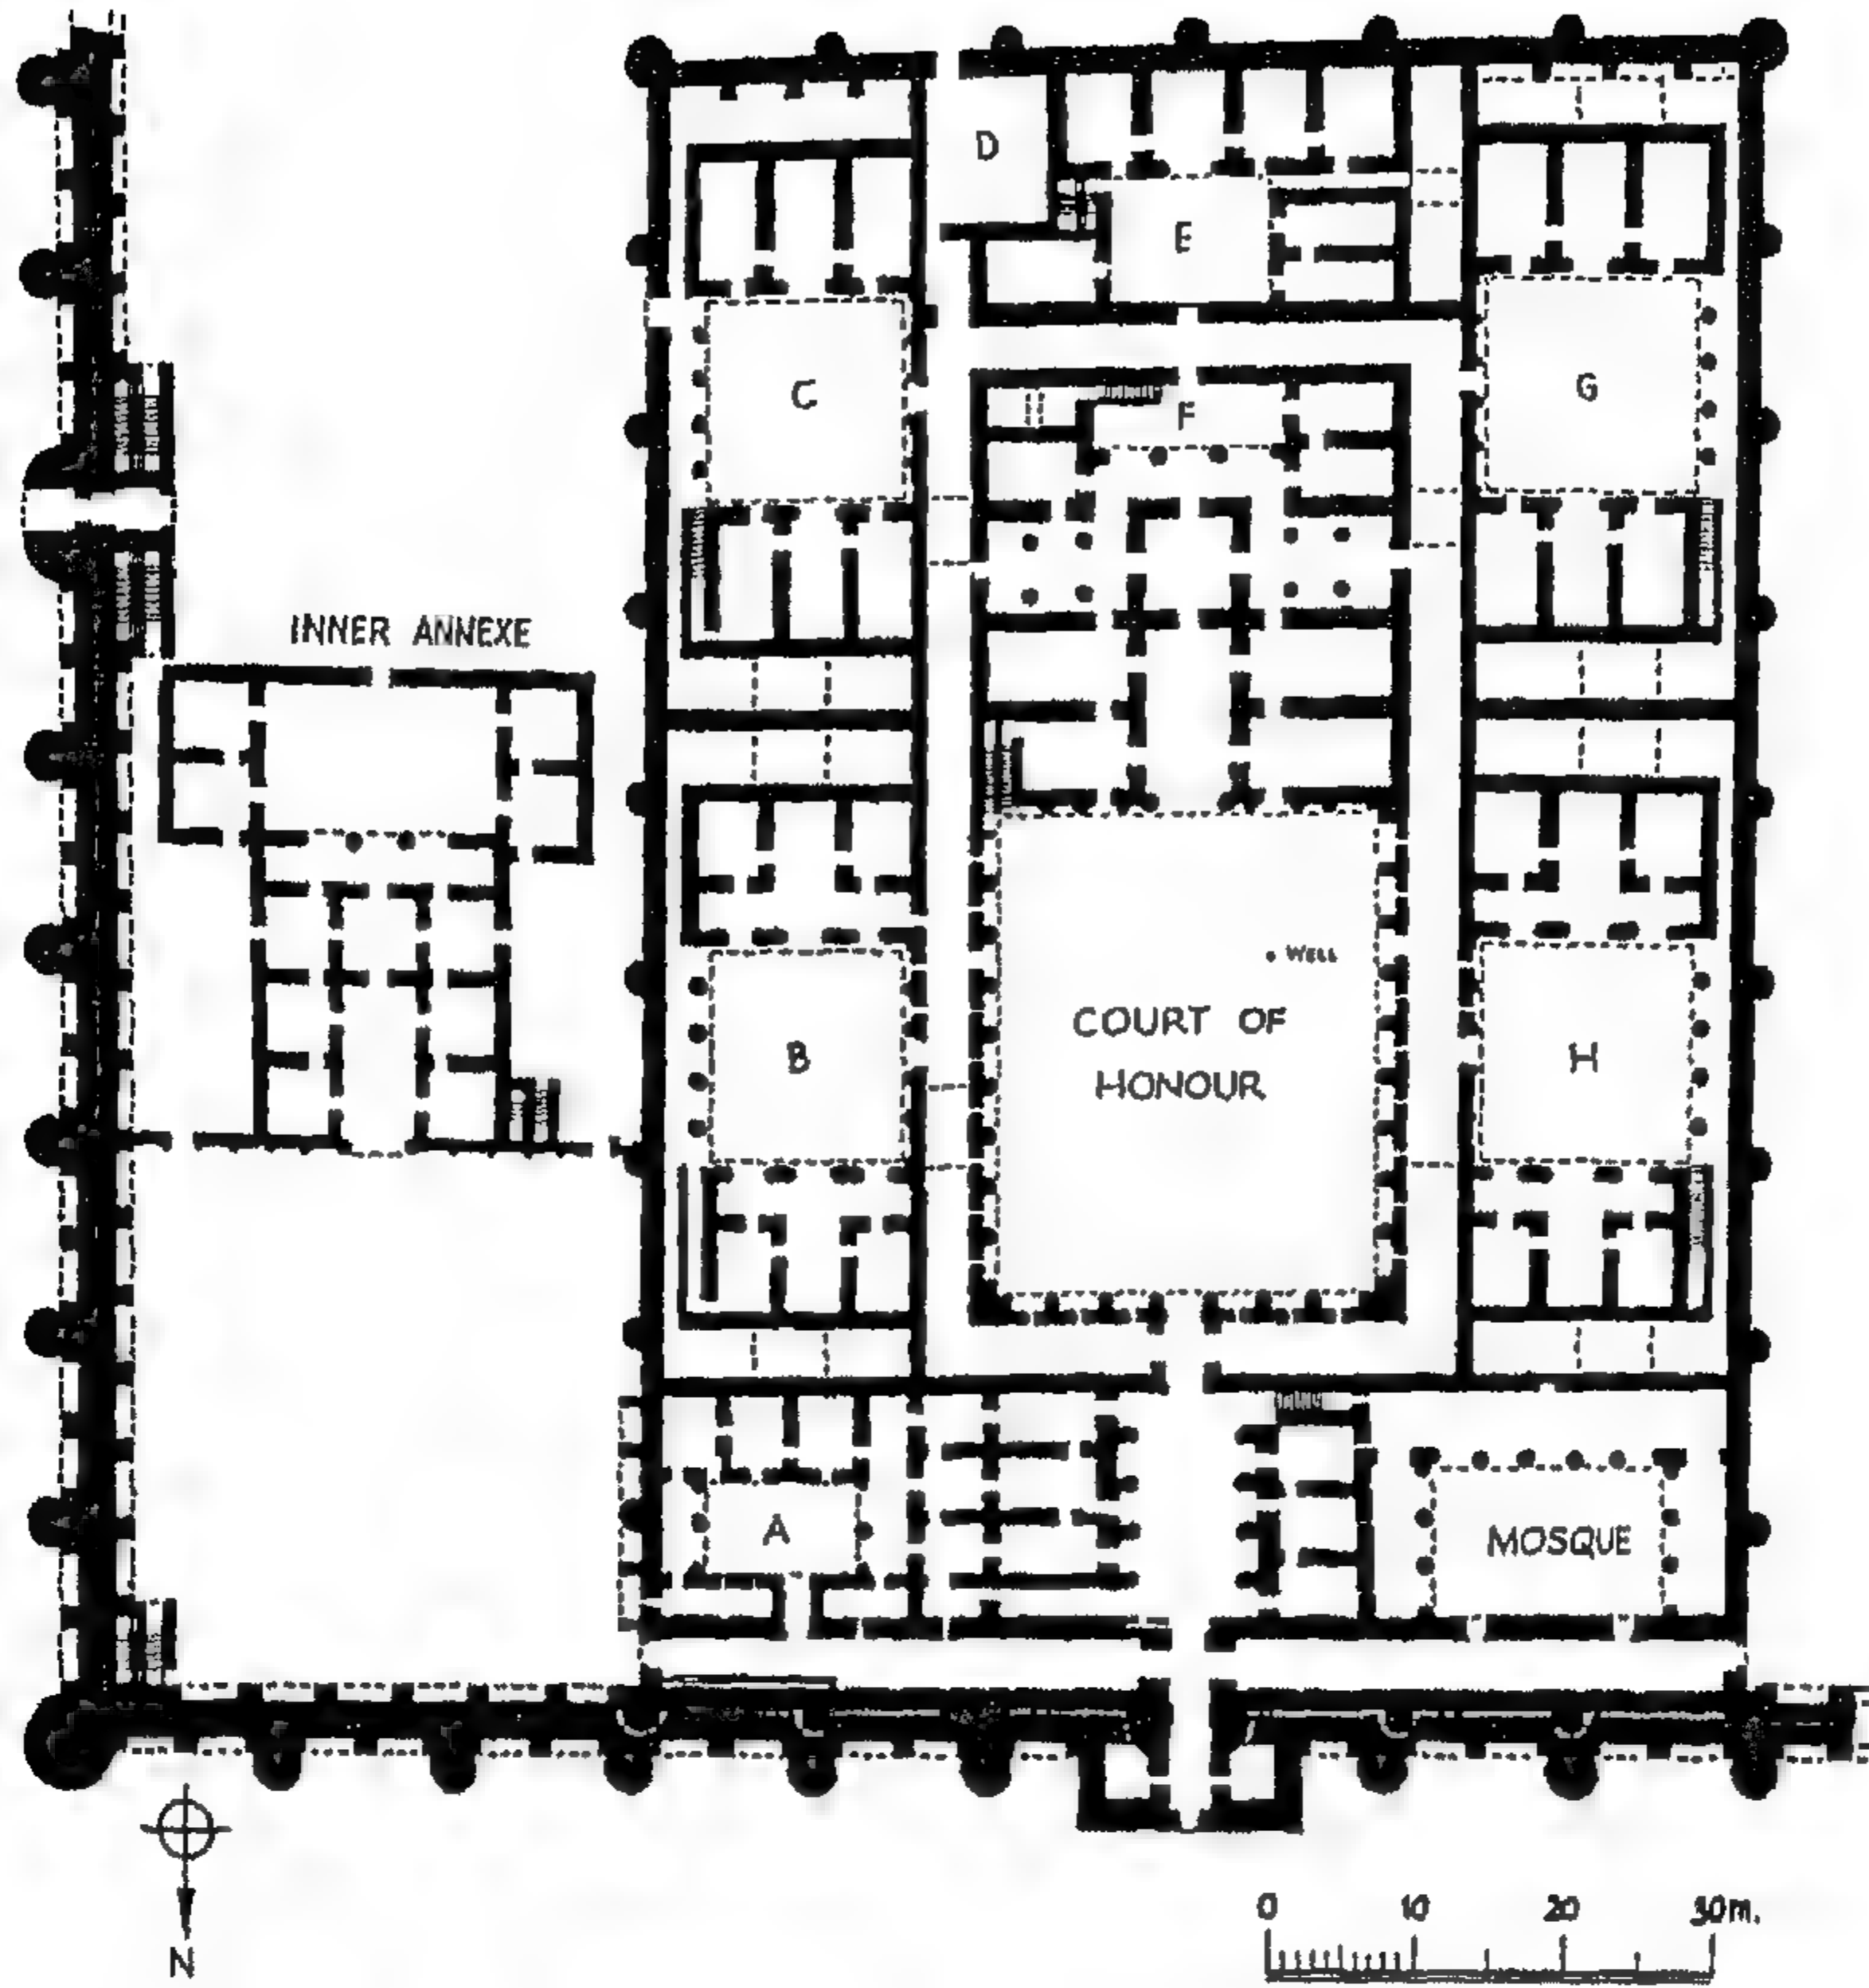 D
E
C
F
G
INNER ANNEXE
WELL
COURT OF
HONOUR
B
H
A
MOSQUE
0 10 20 30m.
N